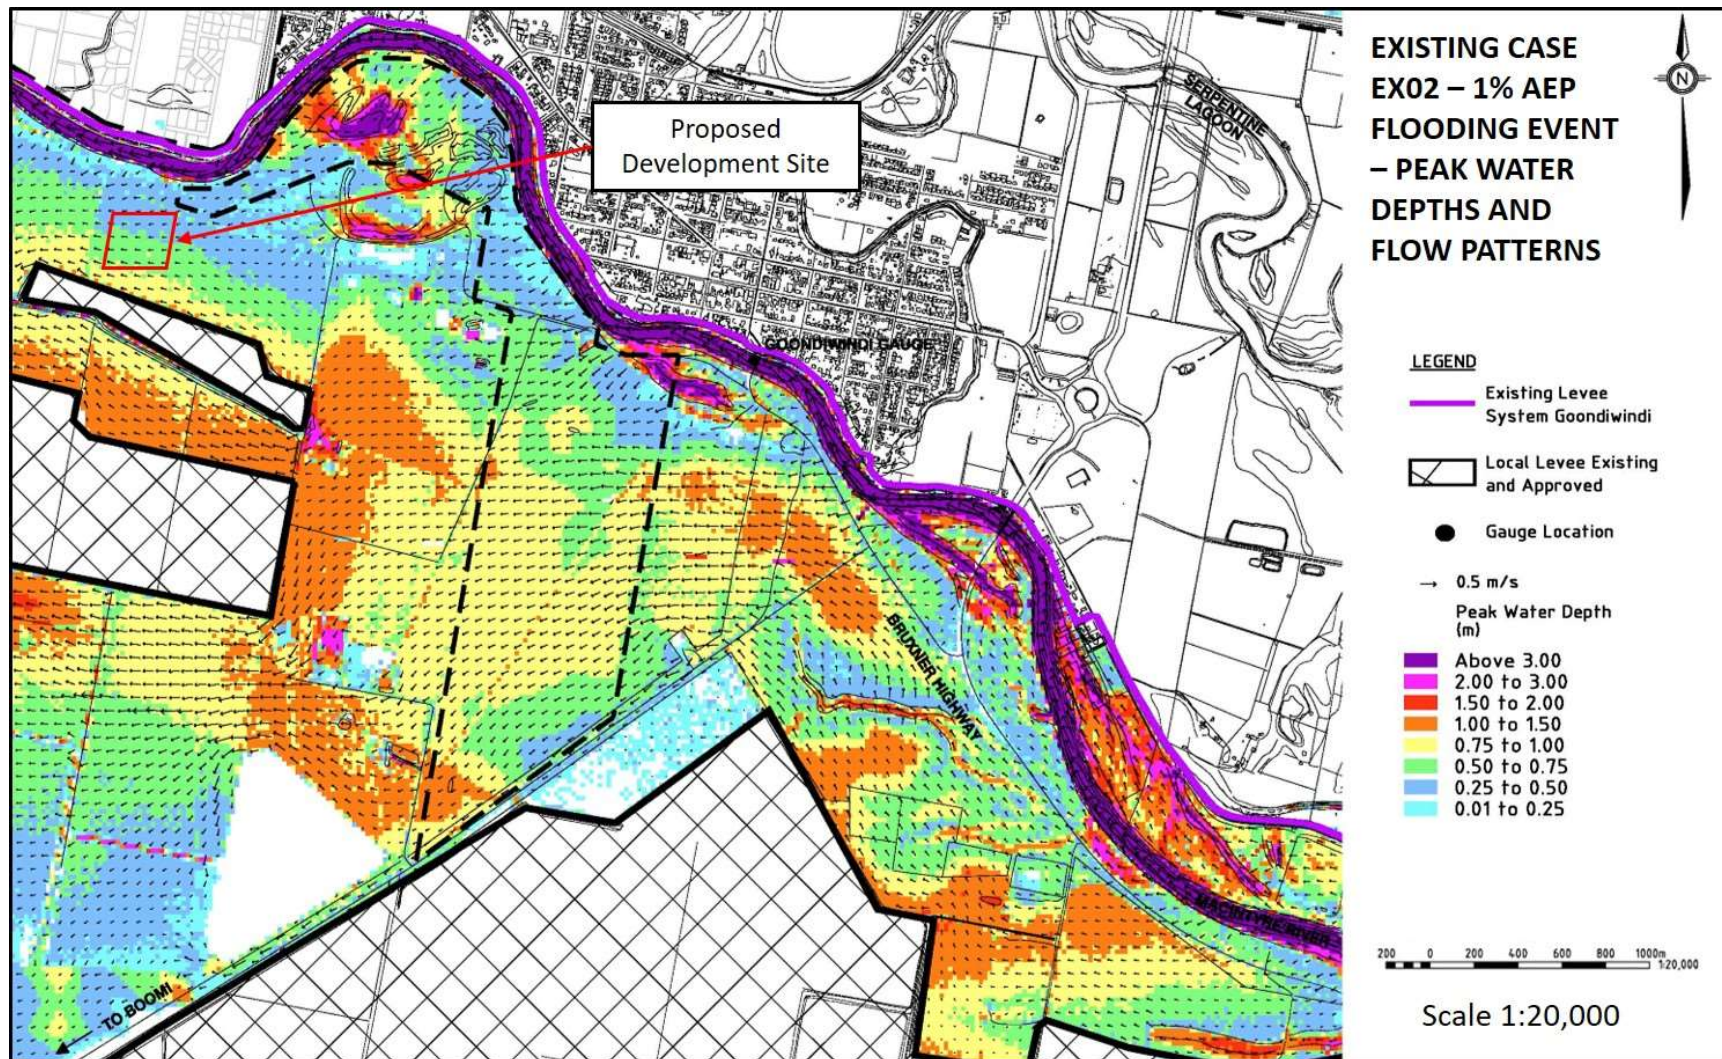 Proposed
Development Site
SERPENTINE
LAGOON
GOONDIWINDI GAUGE
BRUXNER HIGHWAY
MACINTYRE RIVER
TO BOOMI
EXISTING CASE
EX02 – 1% AEP
FLOODING EVENT
– PEAK WATER
DEPTHS AND
FLOW PATTERNS
N
LEGEND
Existing Levee
System Goondiwindi
Local Levee Existing
and Approved
Gauge Location
0.5 m/s
Peak Water Depth
(m)
Above 3.00
2.00 to 3.00
1.50 to 2.00
1.00 to 1.50
0.75 to 1.00
0.50 to 0.75
0.25 to 0.50
0.01 to 0.25
200 0 200 400 600 800 1000m
1:20,000
Scale 1:20,000